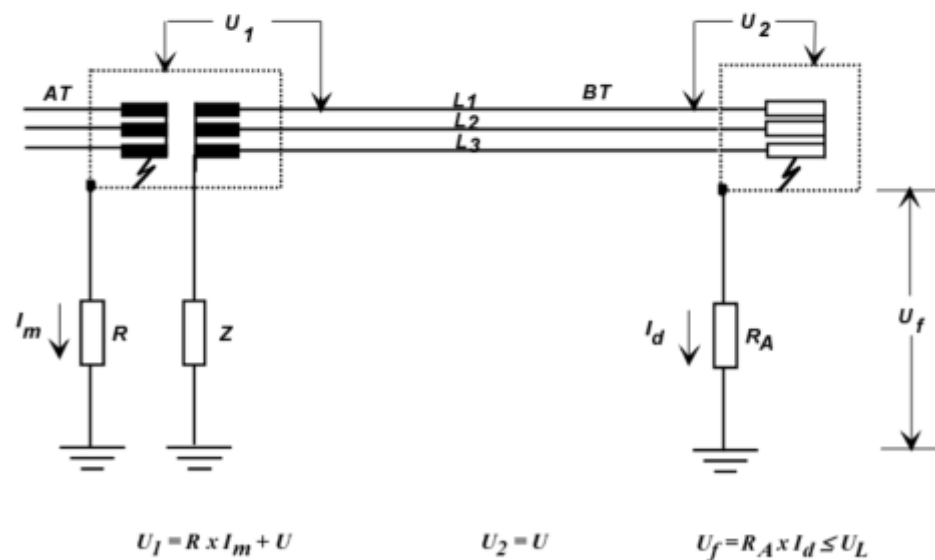 U1 U2
AT L1 BT
L2
L3
Im R Z Id RA Uf
U1 = R x Im + U U2 = U Uf = RA x Id ≤ UL